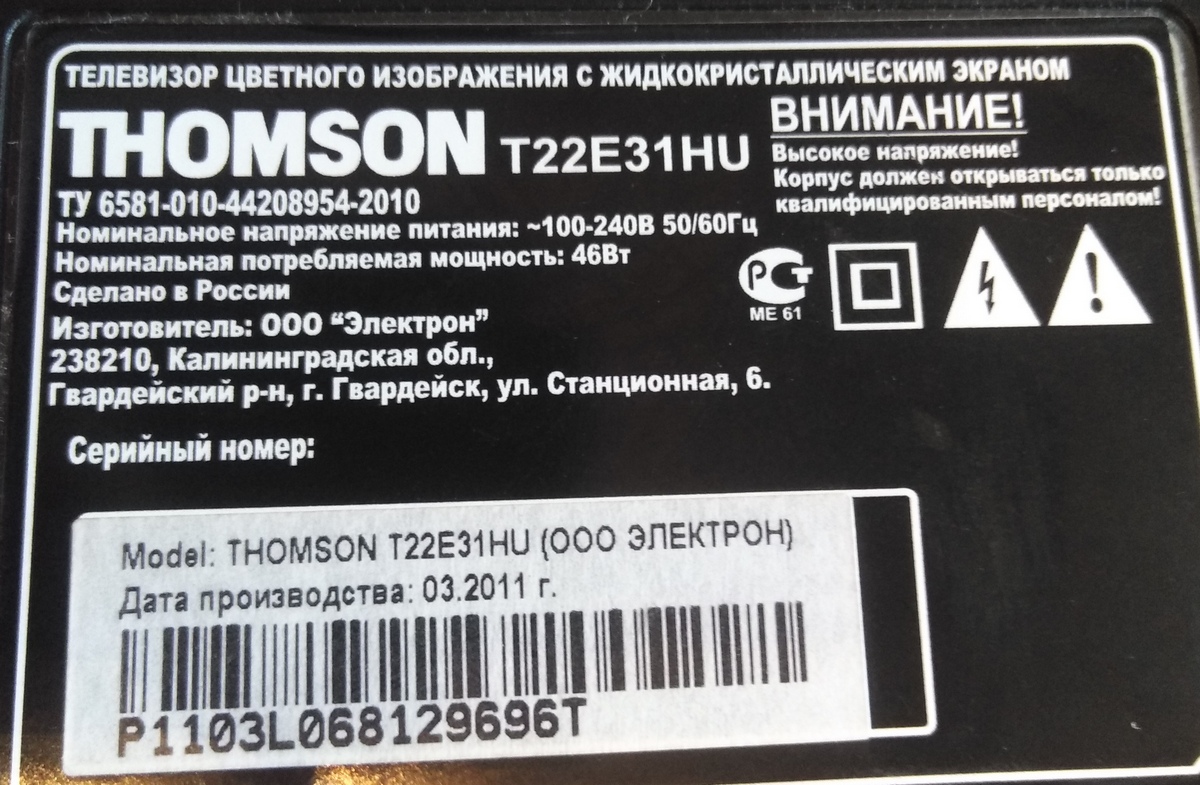 ТЕЛЕВИЗОР ЦВЕТНОГО ИЗОБРАЖЕНИЯ С ЖИДКОКРИСТАЛЛИЧЕСКИМ ЭКРАНОМ
THOMSON T22E31HU
ВНИМАНИЕ!
Высокое напряжение!
Корпус должен открываться только
квалифицированным персоналом!
ТУ 6581-010-44208954-2010
Номинальное напряжение питания: ~100-240В 50/60Гц
Номинальная потребляемая мощность: 46Вт
Сделано в России
Изготовитель: ООО “Электрон”
238210, Калининградская обл.,
Гвардейский р-н, г. Гвардейск, ул. Станционная, 6.
РСТ
МЕ 61
Серийный номер:
Model: THOMSON T22E31HU (ООО ЭЛЕКТРОН)
Дата производства: 03.2011 г.
P1103L068129696T